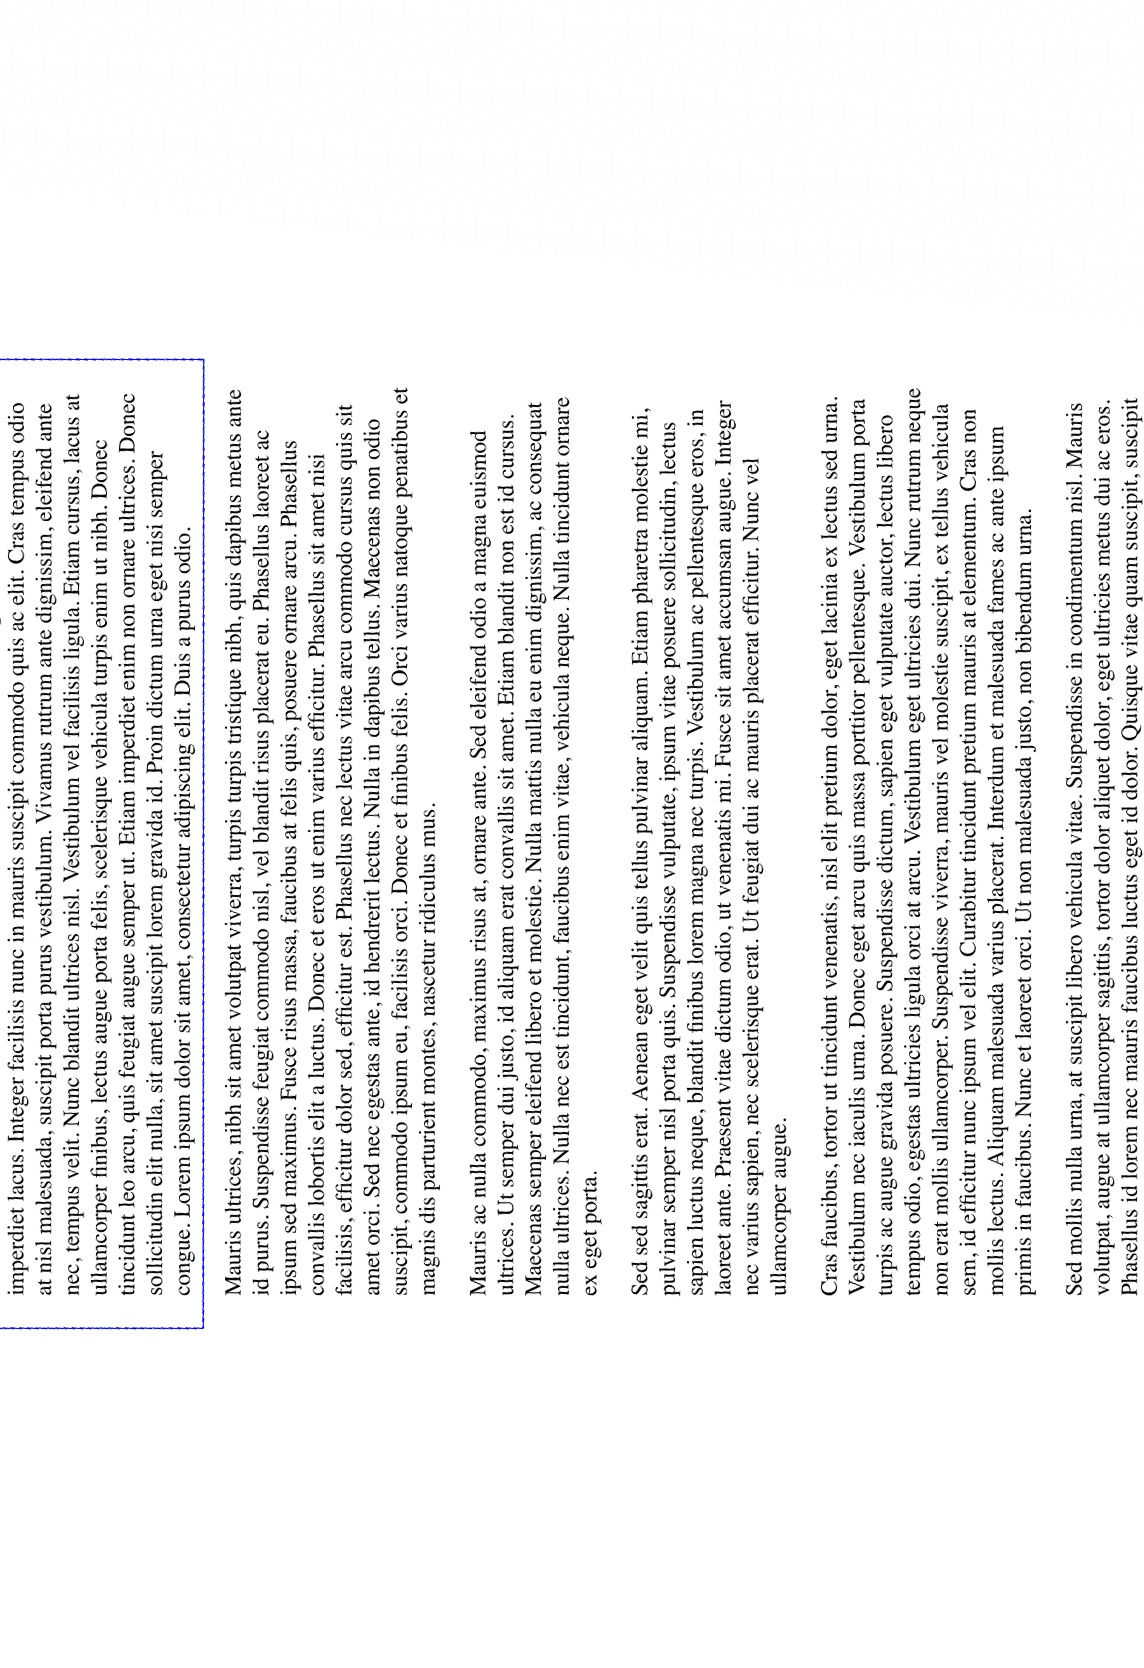 imperdiet lacus. Integer facilisis nunc in mauris suscipit commodo quis ac elit. Cras tempus odio
at nisl malesuada, suscipit porta purus vestibulum. Vivamus rutrum ante dignissim, eleifend ante
nec, tempus velit. Nunc blandit ultrices nisl. Vestibulum vel facilisis ligula. Etiam cursus, lacus at
ullamcorper finibus, lectus augue porta felis, scelerisque vehicula turpis enim ut nibh. Donec
tincidunt leo arcu, quis feugiat augue semper ut. Etiam imperdiet enim non ornare ultrices. Donec
sollicitudin elit nulla, sit amet suscipit lorem gravida id. Proin dictum urna eget nisi semper
congue. Lorem ipsum dolor sit amet, consectetur adipiscing elit. Duis a purus odio.
Mauris ultrices, nibh sit amet volutpat viverra, turpis turpis tristique nibh, quis dapibus metus ante
id purus. Suspendisse feugiat commodo nisl, vel blandit risus placerat eu. Phasellus laoreet ac
ipsum sed maximus. Fusce risus massa, faucibus at felis quis, posuere ornare arcu. Phasellus
convallis lobortis elit a luctus. Donec et eros ut enim varius efficitur. Phasellus sit amet nisi
facilisis, efficitur dolor sed, efficitur est. Phasellus nec lectus vitae arcu commodo cursus quis sit
amet orci. Sed nec egestas ante, id hendrerit lectus. Nulla in dapibus tellus. Maecenas non odio
suscipit, commodo ipsum eu, facilisis orci. Donec et finibus felis. Orci varius natoque penatibus et
magnis dis parturient montes, nascetur ridiculus mus.
Mauris ac nulla commodo, maximus risus at, ornare ante. Sed eleifend odio a magna euismod
ultrices. Ut semper dui justo, id aliquam erat convallis sit amet. Etiam blandit non est id cursus.
Maecenas semper eleifend libero et molestie. Nulla mattis nulla eu enim dignissim, ac consequat
nulla ultrices. Nulla nec est tincidunt, faucibus enim vitae, vehicula neque. Nulla tincidunt ornare
ex eget porta.
Sed sed sagittis erat. Aenean eget velit quis tellus pulvinar aliquam. Etiam pharetra molestie mi,
pulvinar semper nisl porta quis. Suspendisse vulputate, ipsum vitae posuere sollicitudin, lectus
sapien luctus neque, blandit finibus lorem magna nec turpis. Vestibulum ac pellentesque eros, in
laoreet ante. Praesent vitae dictum odio, ut venenatis mi. Fusce sit amet accumsan augue. Integer
nec varius sapien, nec scelerisque erat. Ut feugiat dui ac mauris placerat efficitur. Nunc vel
ullamcorper augue.
Cras faucibus, tortor ut tincidunt venenatis, nisl elit pretium dolor, eget lacinia ex lectus sed urna.
Vestibulum nec iaculis urna. Donec eget arcu quis massa porttitor pellentesque. Vestibulum porta
turpis ac augue gravida posuere. Suspendisse dictum, sapien eget vulputate auctor, lectus libero
tempus odio, egestas ultricies ligula orci at arcu. Vestibulum eget ultricies dui. Nunc rutrum neque
non erat mollis ullamcorper. Suspendisse viverra, mauris vel molestie suscipit, ex tellus vehicula
sem, id efficitur nunc ipsum vel elit. Curabitur tincidunt pretium mauris at elementum. Cras non
mollis lectus. Aliquam malesuada varius placerat. Interdum et malesuada fames ac ante ipsum
primis in faucibus. Nunc et laoreet orci. Ut non malesuada justo, non bibendum urna.
Sed mollis nulla urna, at suscipit libero vehicula vitae. Suspendisse in condimentum nisl. Mauris
volutpat, augue at ullamcorper sagittis, tortor dolor aliquet dolor, eget ultricies metus dui ac eros.
Phasellus id lorem nec mauris faucibus luctus eget id dolor. Quisque vitae quam suscipit, suscipit